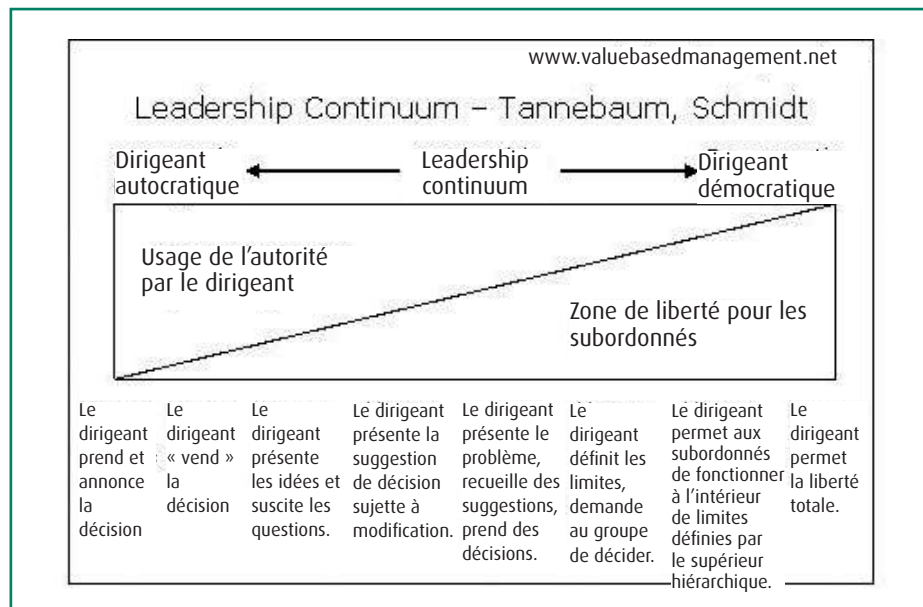 www.valuebasedmanagement.net
Leadership Continuum – Tannebaum, Schmidt
Dirigeant
autocratique
Leadership
continuum
Dirigeant
démocratique
Usage de l'autorité
par le dirigeant
Zone de liberté pour les
subordonnés
Le
dirigeant
prend et
annonce
la
décision
Le
dirigeant
« vend »
la
décision
Le
dirigeant
présente
les idées et
suscite les
questions.
Le dirigeant
présente la
suggestion
de décision
sujette à
modification.
Le dirigeant
présente le
problème,
recueille des
suggestions,
prend des
décisions.
Le
dirigeant
définit les
limites,
demande
au groupe
de décider.
Le dirigeant
permet aux
subordonnés
de fonctionner
à l'intérieur
de limites
définies par
le supérieur
hiérarchique.
Le
dirigeant
permet
la liberté
totale.